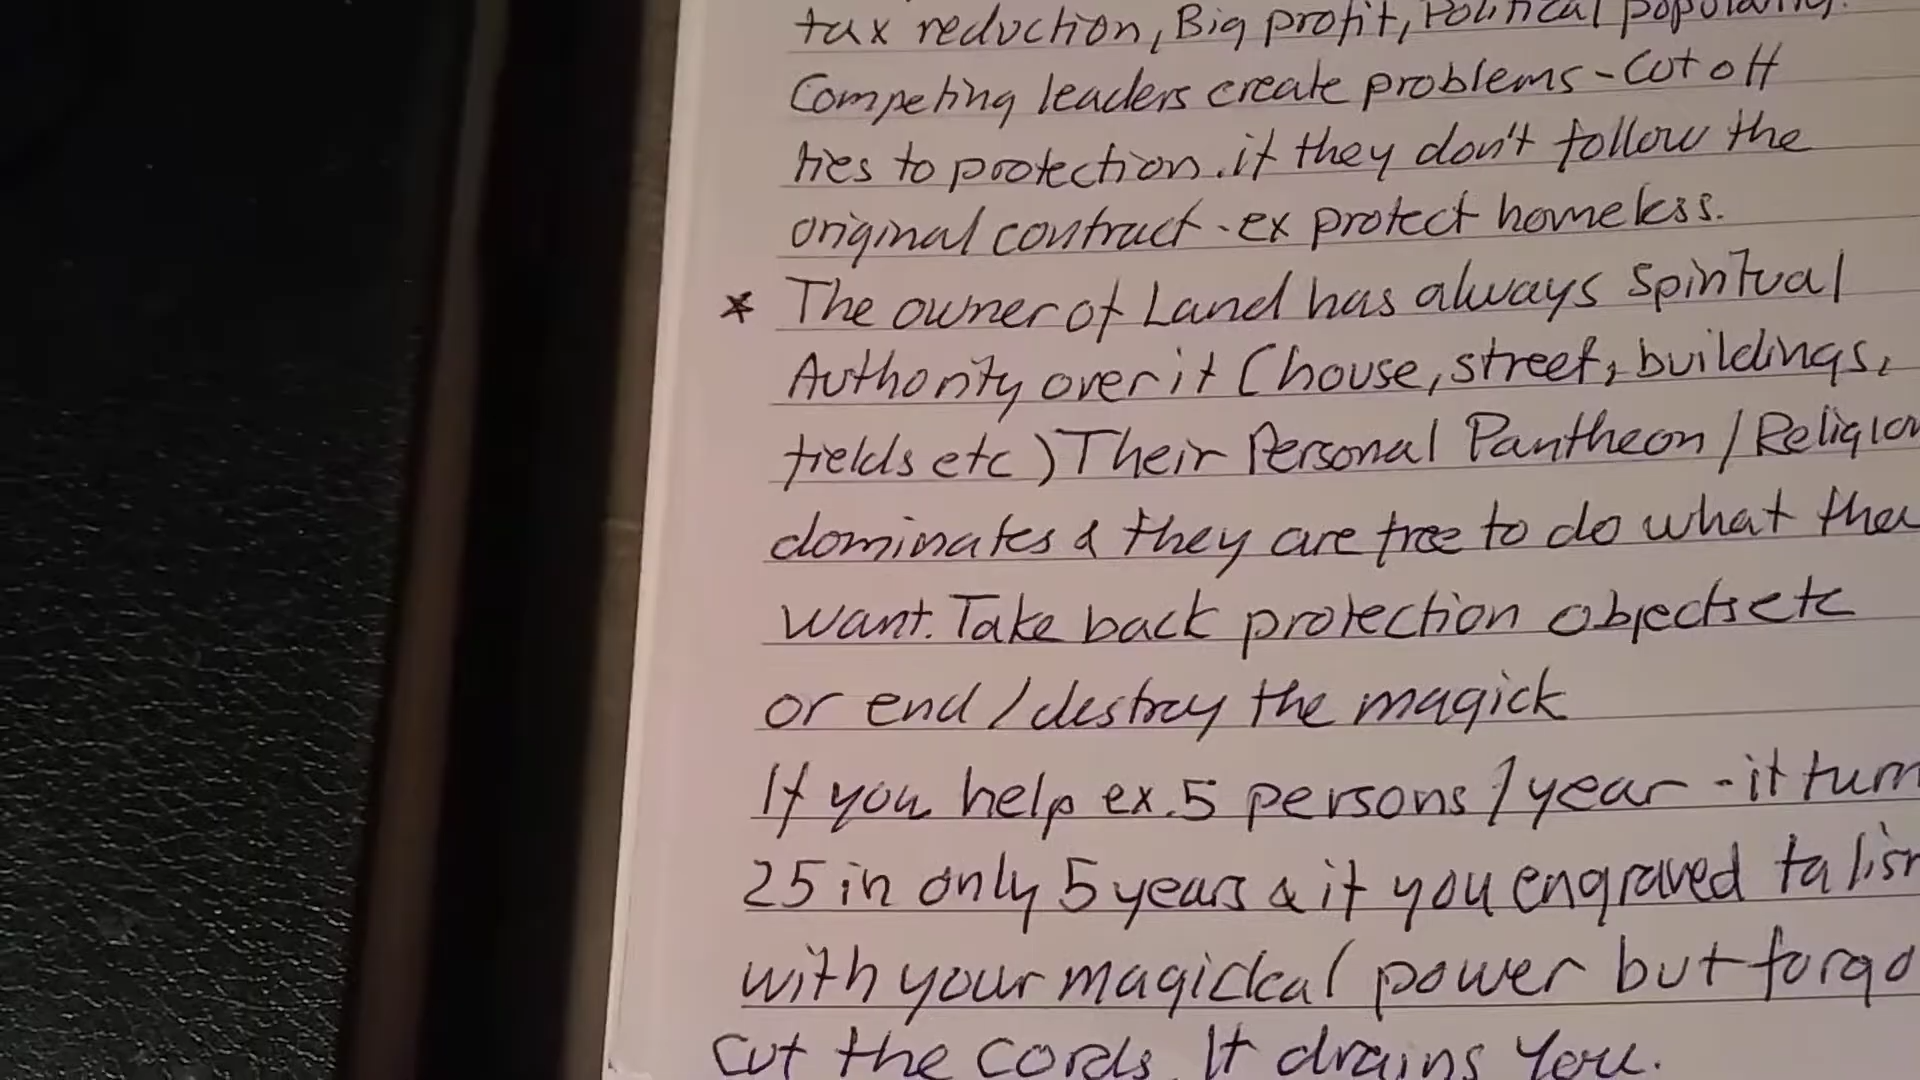 tax reduction, Big profit, Political popularity.
Competing leaders create problems - cut off
ties to protection. if they don't follow the
original contract - ex protect homeless.
* The owner of Land has always spiritual
Authority over it (house, street, buildings,
fields etc) Their Personal Pantheon / Religion
dominates & they are free to do what the
want. Take back protection objects etc
or end / destroy the magick
If you help ex. 5 persons / year - it turn
25 in only 5 years & if you engraved talism
with your magickal power but forgo
cut the cords. It drains you.